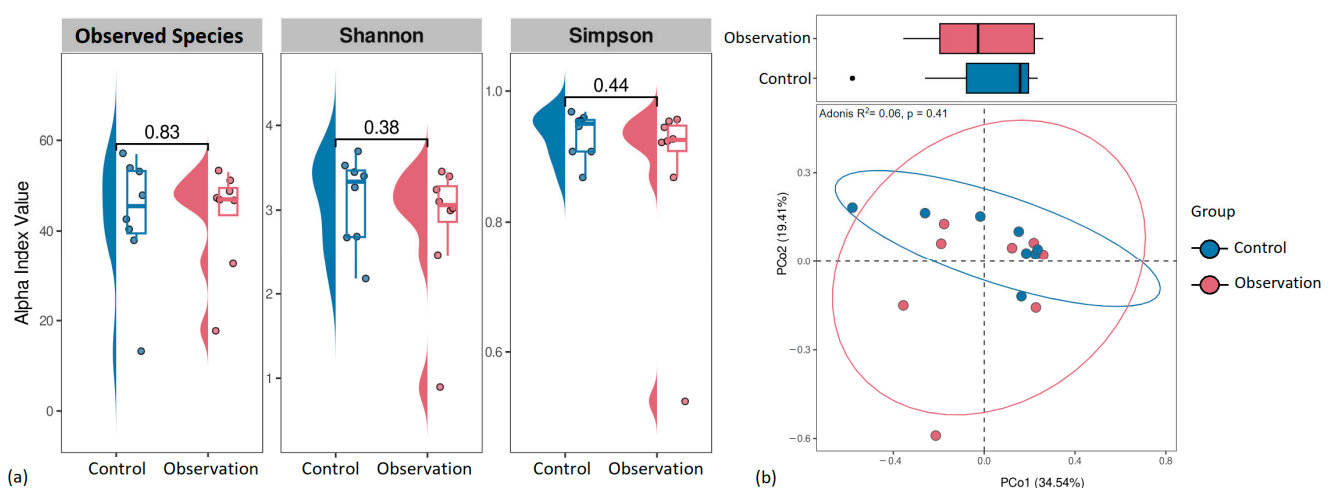 Observed Species
Shannon
Simpson
Alpha Index Value
60
40
20
0
0.83
Control
Observation
4
3
2
1
0.38
Control
Observation
1.0
0.8
0.6
0.44
Control
Observation
(a)
Observation
Control
Adonis R²= 0.06, p = 0.41
PCo2 (19.41%)
0.3
0.0
−0.3
−0.6
−0.4
0.0
0.4
0.8
PCo1 (34.54%)
Group
Control
Observation
(b)